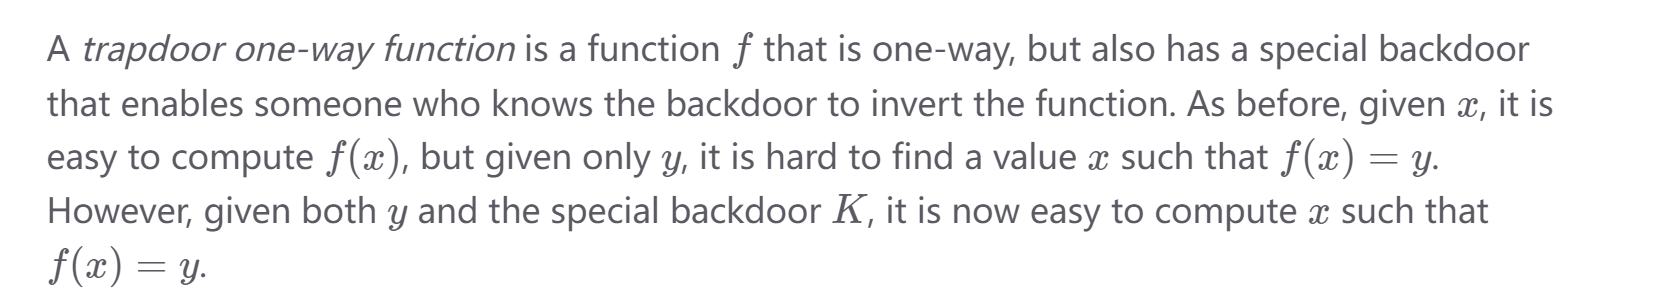 A trapdoor one-way function is a function f that is one-way, but also has a special backdoor
that enables someone who knows the backdoor to invert the function. As before, given x, it is
easy to compute f(x), but given only y, it is hard to find a value x such that f(x) = y.
However, given both y and the special backdoor K, it is now easy to compute x such that
f(x) = y.